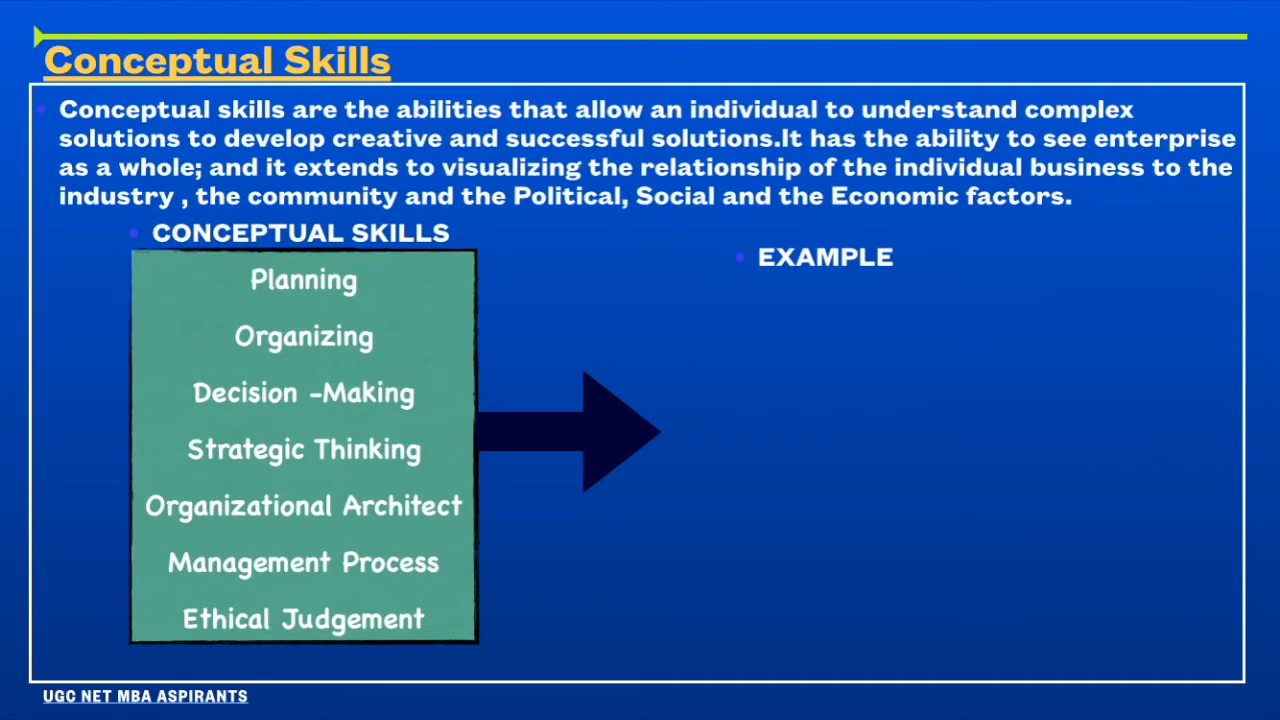 Conceptual Skills
Conceptual skills are the abilities that allow an individual to understand complex
solutions to develop creative and successful solutions.It has the ability to see enterprise
as a whole; and it extends to visualizing the relationship of the individual business to the
industry , the community and the Political, Social and the Economic factors.
CONCEPTUAL SKILLS
Planning
Organizing
Decision -Making
Strategic Thinking
Organizational Architect
Management Process
Ethical Judgement
EXAMPLE
UGC NET MBA ASPIRANTS